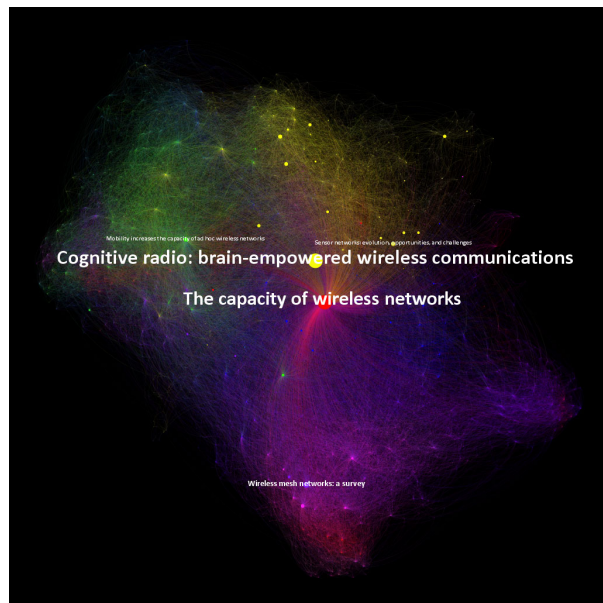 Mobility increases the capacity of ad hoc wireless networks
Sensor networks: evolution, opportunities, and challenges
Cognitive radio: brain-empowered wireless communications
The capacity of wireless networks
Wireless mesh networks: a survey